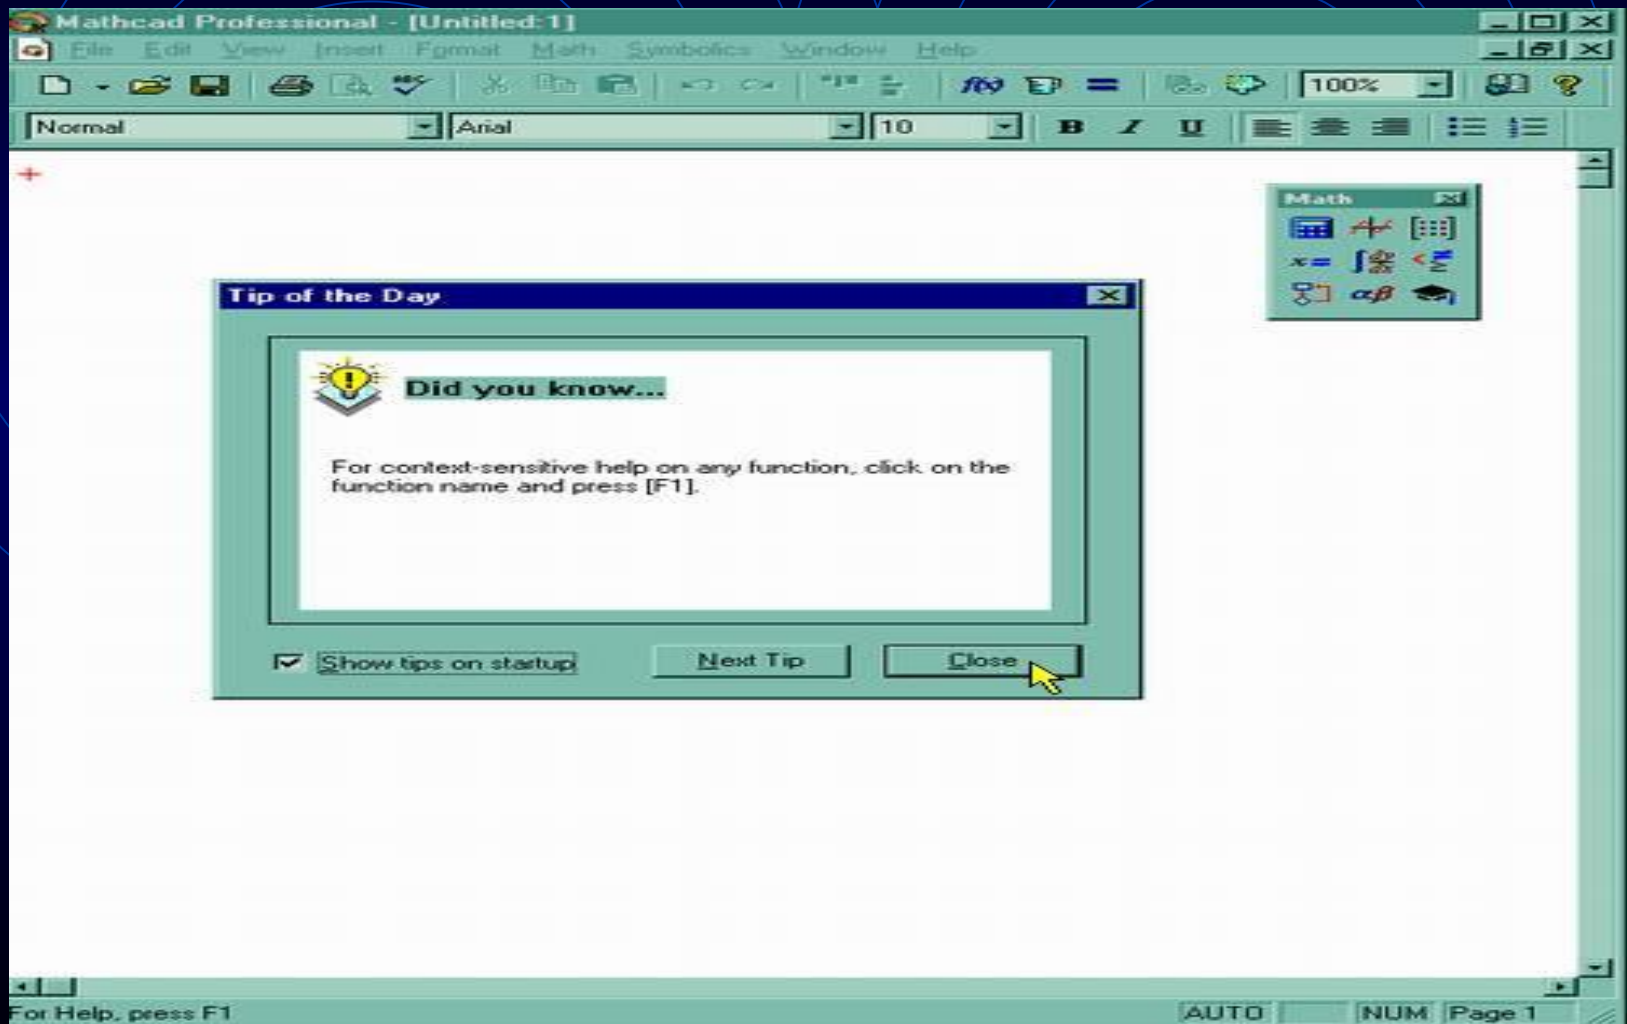 Mathcad Professional - [Untitled:1]
File Edit View Insert Format Math Symbolics Window Help
f(x) 100%
Normal Arial 10 B I U
Math
x=
αβ
Tip of the Day
Did you know...
For context-sensitive help on any function, click on the
function name and press [F1].
Show tips on startup Next Tip Close
For Help, press F1 AUTO NUM Page 1